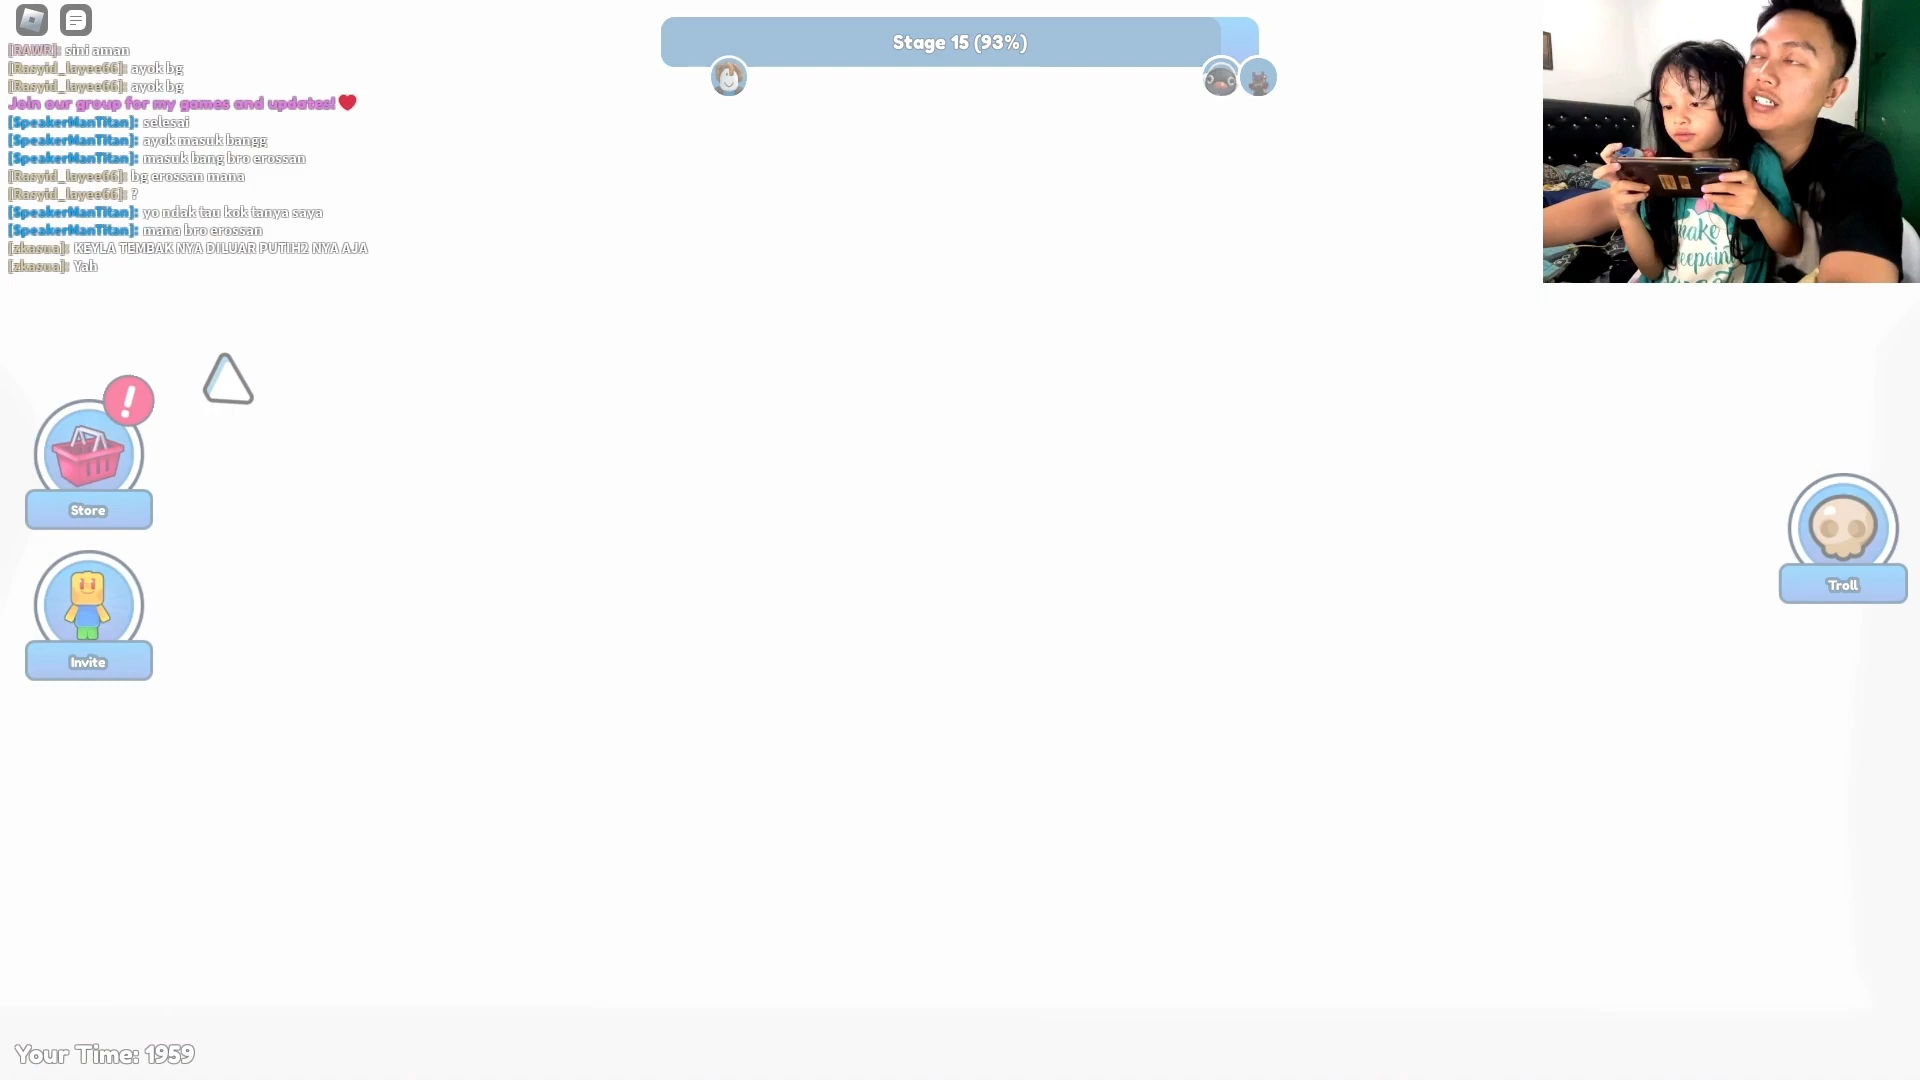 Stage 15 (93%)
[RAWR]: sini aman
[Rasyid_layee66]: ayok bg
[Rasyid_layee66]: ayok bg
Join our group for my games and updates! ❤️
[SpeakerManTitan]: selesai
[SpeakerManTitan]: ayok masuk bangg
[SpeakerManTitan]: masuk bang bro erossan
[Rasyid_layee66]: bg erossan mana
[Rasyid_layee66]: ?
[SpeakerManTitan]: yo ndak tau kok tanya saya
[SpeakerManTitan]: mana bro erossan
[zkasua]: KEYLA TEMBAK NYA DILUAR PUTIH2 NYA AJA
[zkasua]: Yah
make
Store
Troll
Invite
Your Time: 1959